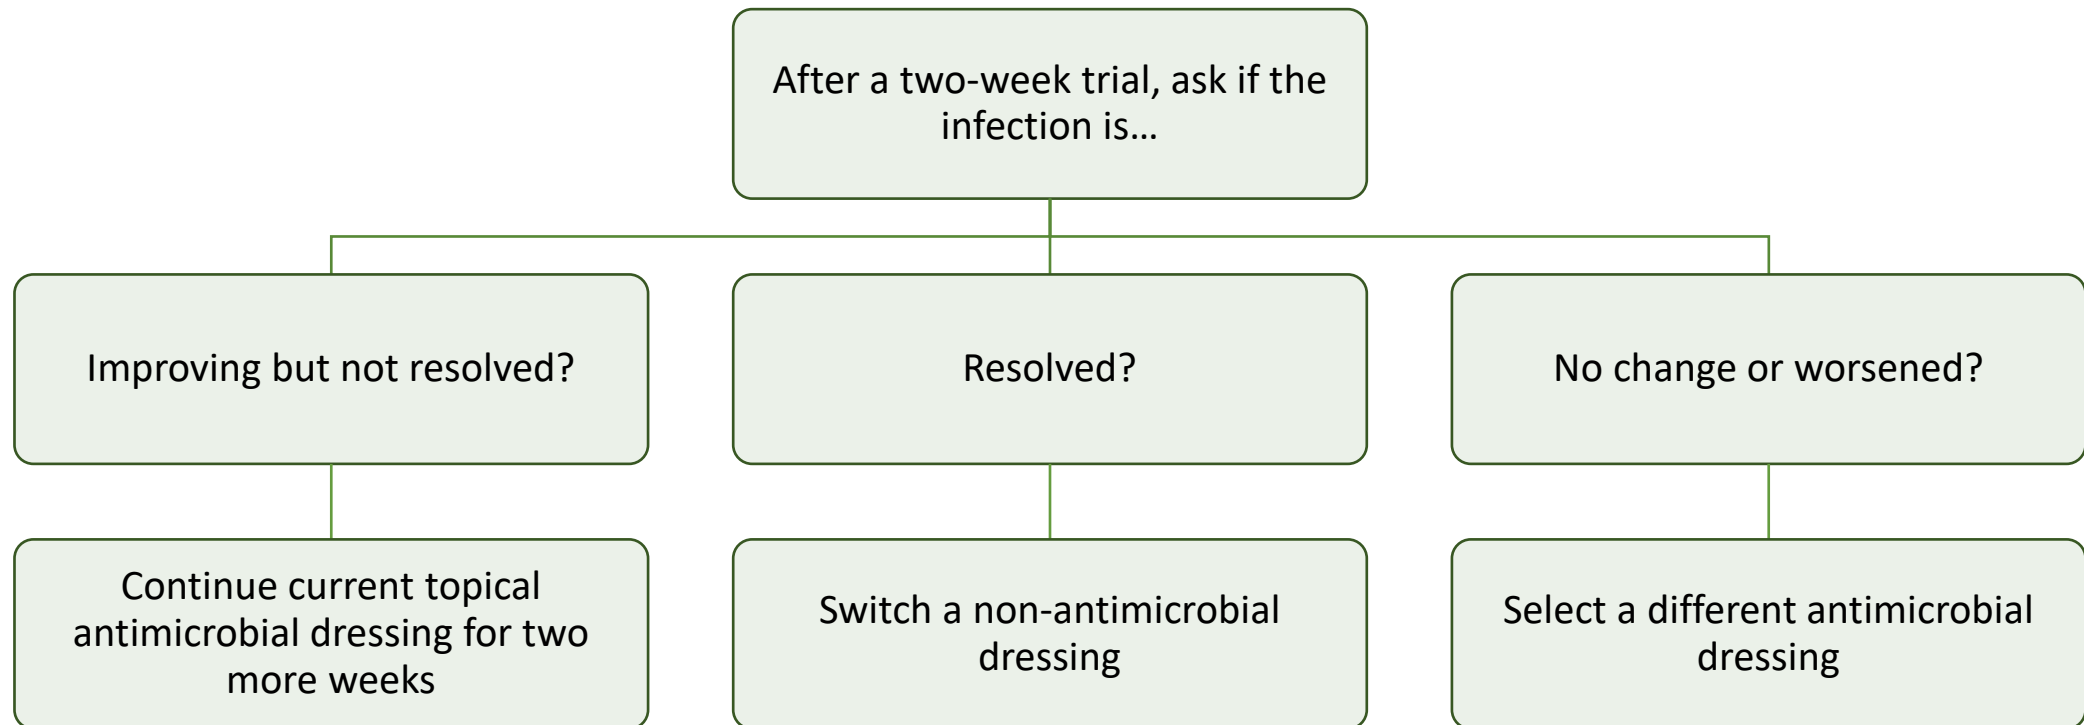 After a two-week trial, ask if the
infection is…
Improving but not resolved?
Resolved?
No change or worsened?
Continue current topical
antimicrobial dressing for two
more weeks
Switch a non-antimicrobial
dressing
Select a different antimicrobial
dressing